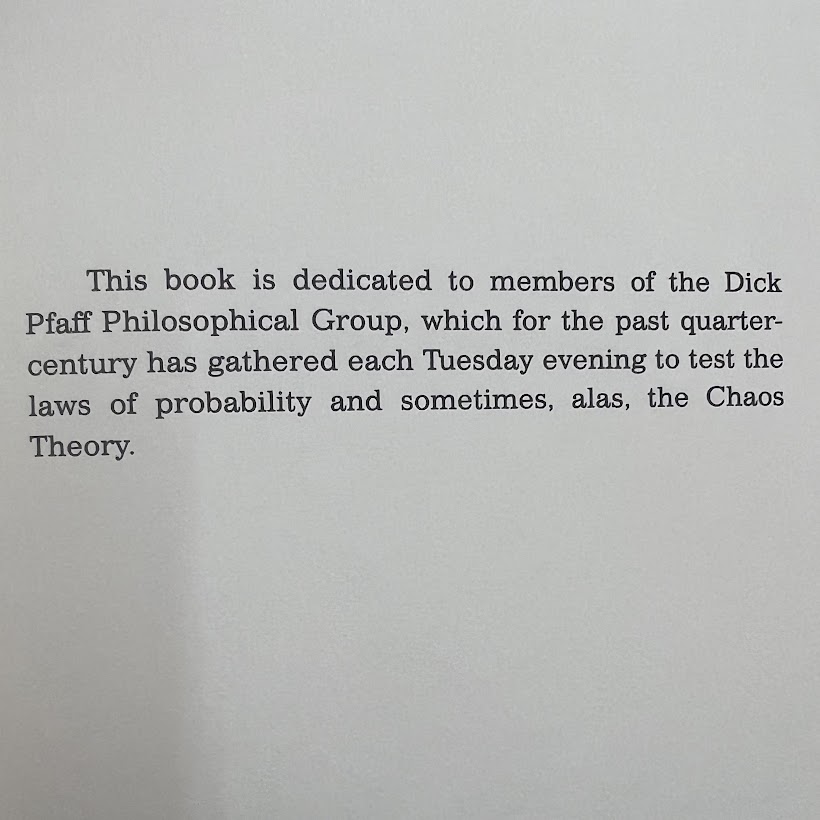 This book is dedicated to members of the Dick
Pfaff Philosophical Group, which for the past quarter-
century has gathered each Tuesday evening to test the
laws of probability and sometimes, alas, the Chaos
Theory.